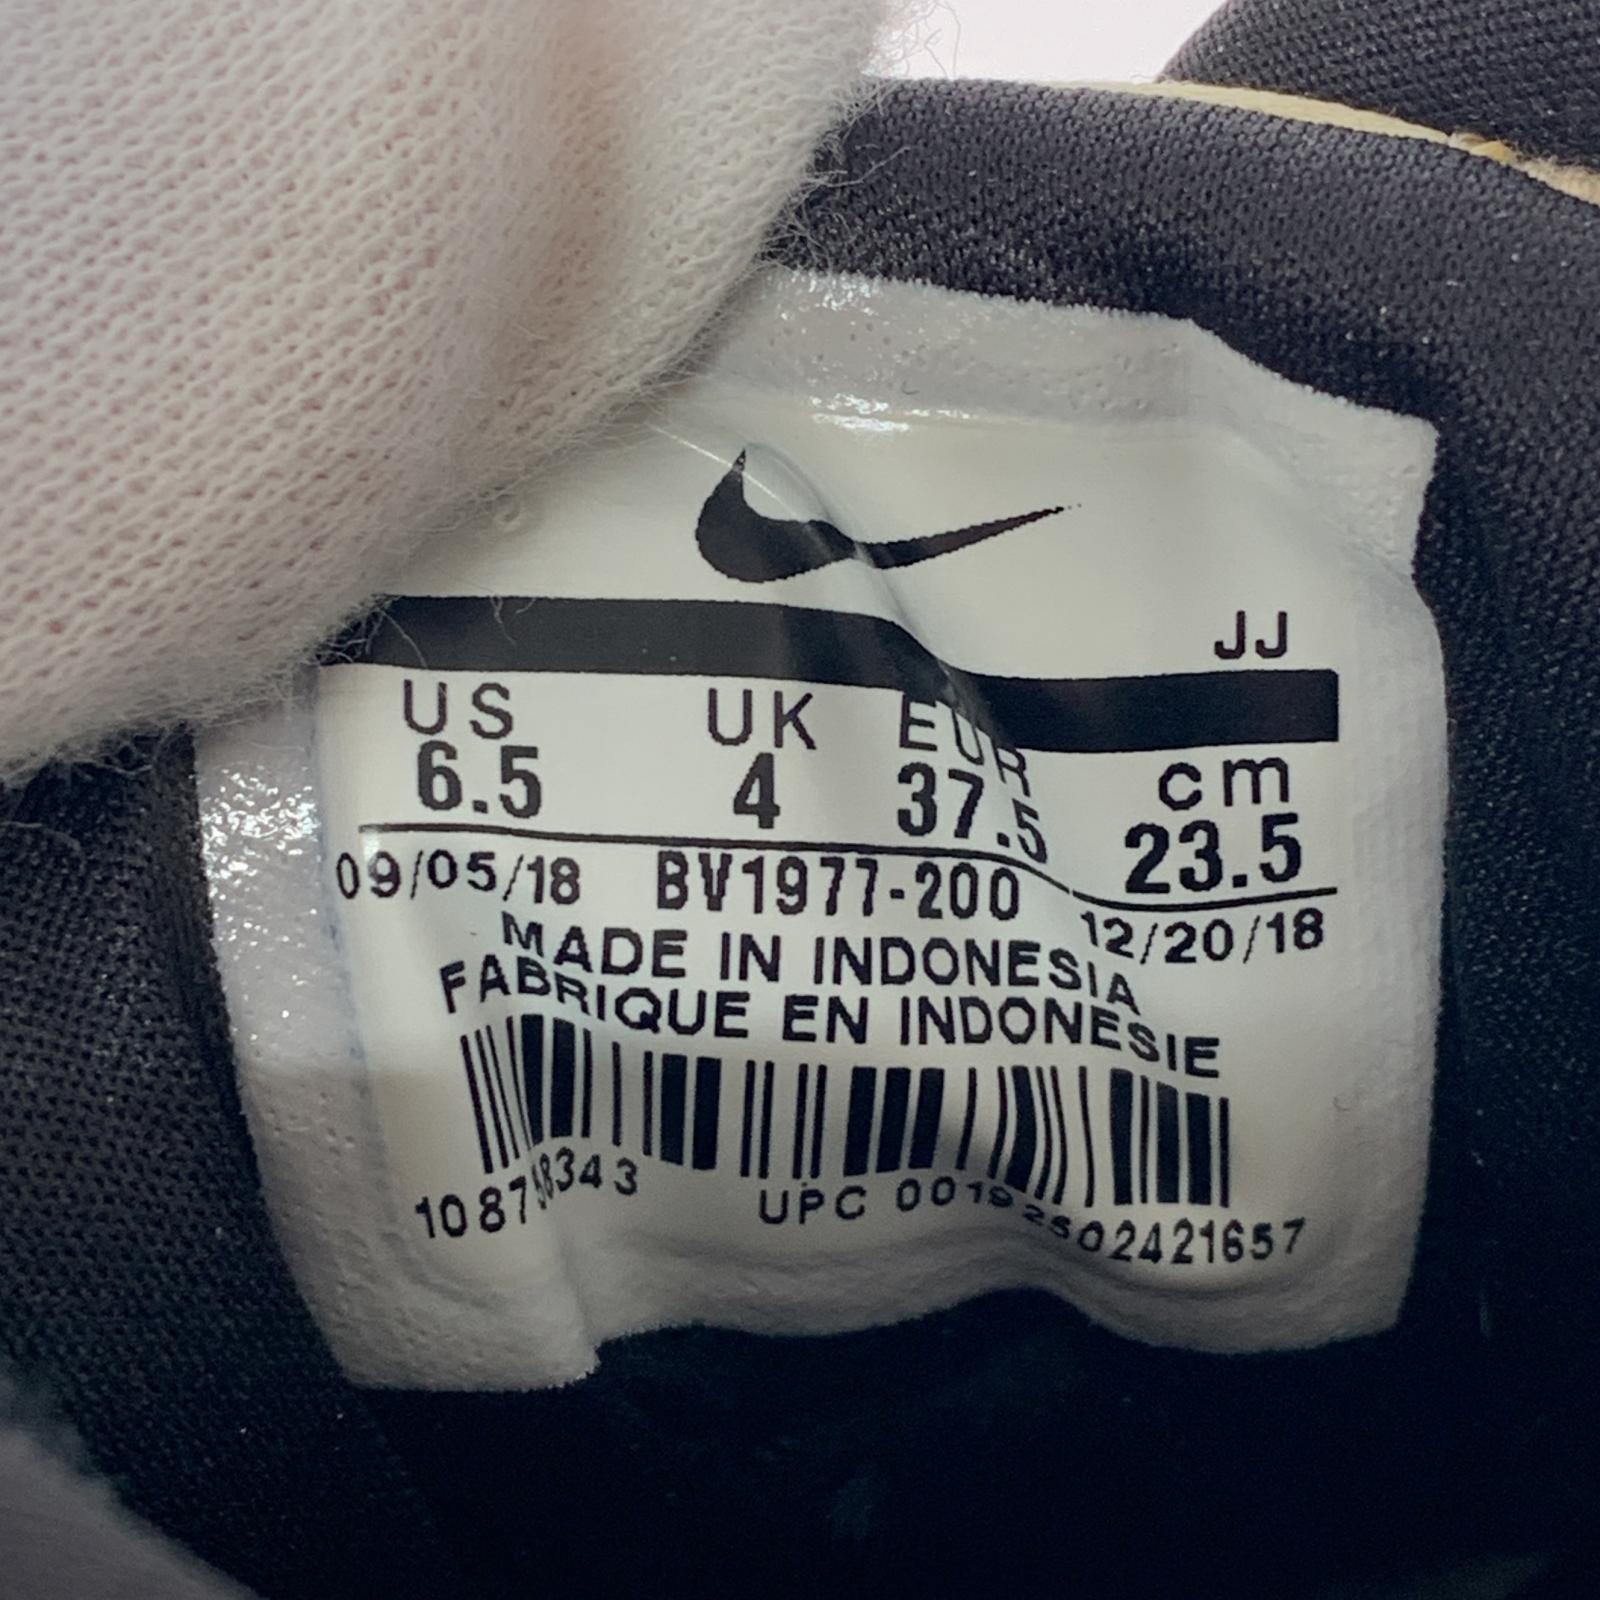 JJ
US UK EUR cm
6.5 4 37.5 23.5
09/05/18 BV1977-200 12/20/18
MADE IN INDONESIA
FABRIQUE EN INDONESIE
UPC 00192502421657